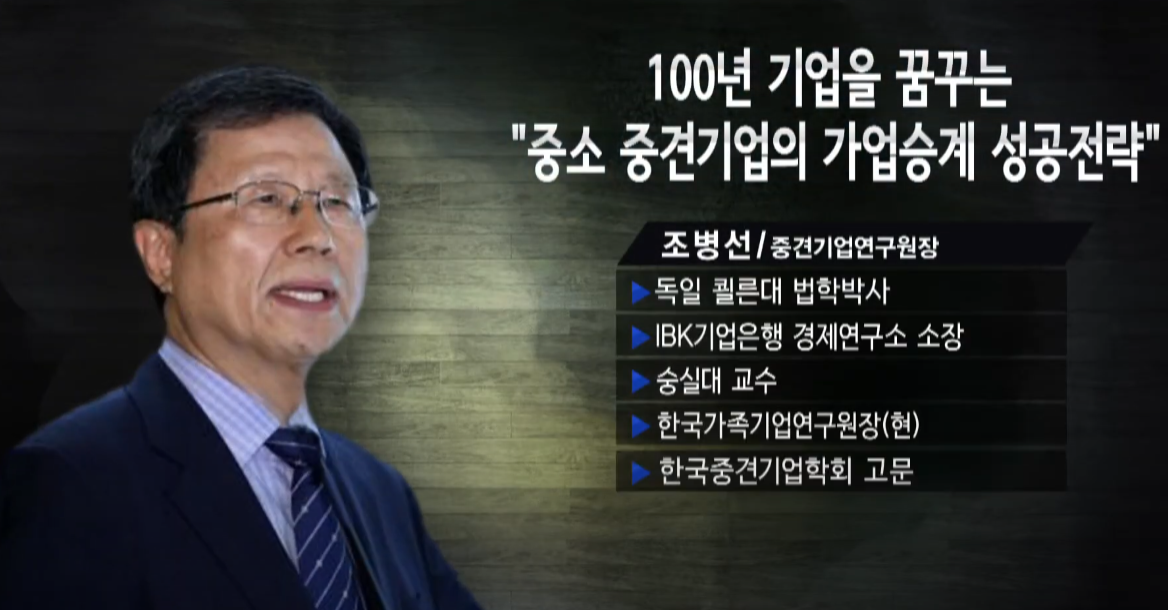 100년 기업을 꿈꾸는
"중소 중견기업의 가업승계 성공전략"
조병선/중견기업연구원장
▶독일 쾰른대 법학박사
▶IBK기업은행 경제연구소 소장
▶숭실대 교수
▶한국가족기업연구원장(현)
▶한국중견기업학회 고문